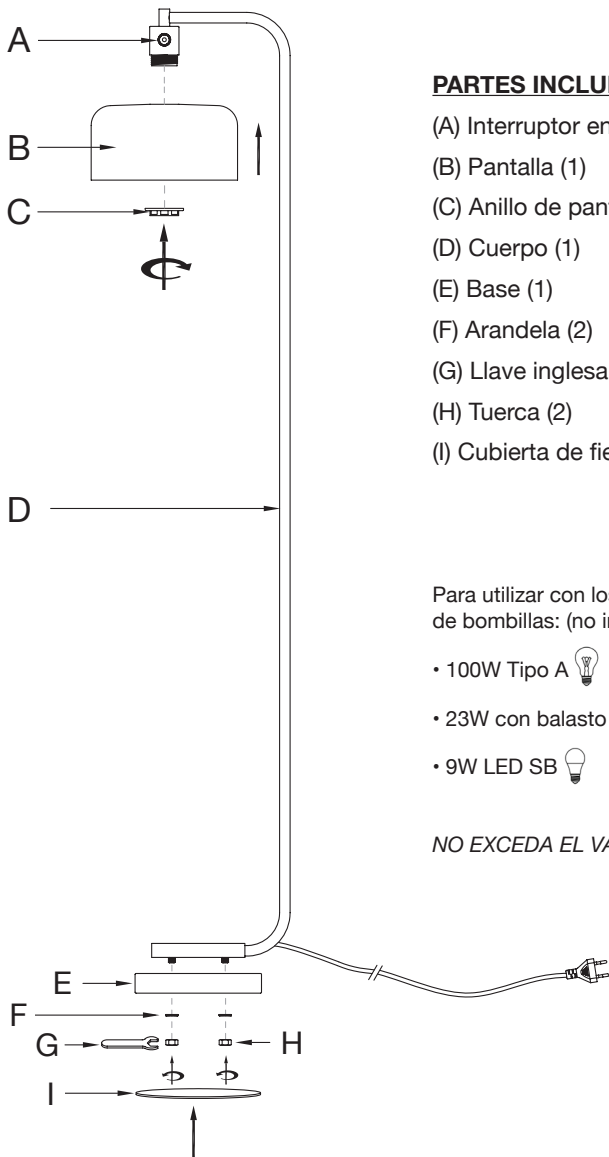 A
B
C
D
E
F
G
H
I
PARTES INCLU
(A) Interruptor en
(B) Pantalla (1)
(C) Anillo de pan
(D) Cuerpo (1)
(E) Base (1)
(F) Arandela (2)
(G) Llave inglesa
(H) Tuerca (2)
(I) Cubierta de fie
Para utilizar con los
de bombillas: (no i
• 100W Tipo A
• 23W con balasto
• 9W LED SB
NO EXCEDA EL VA